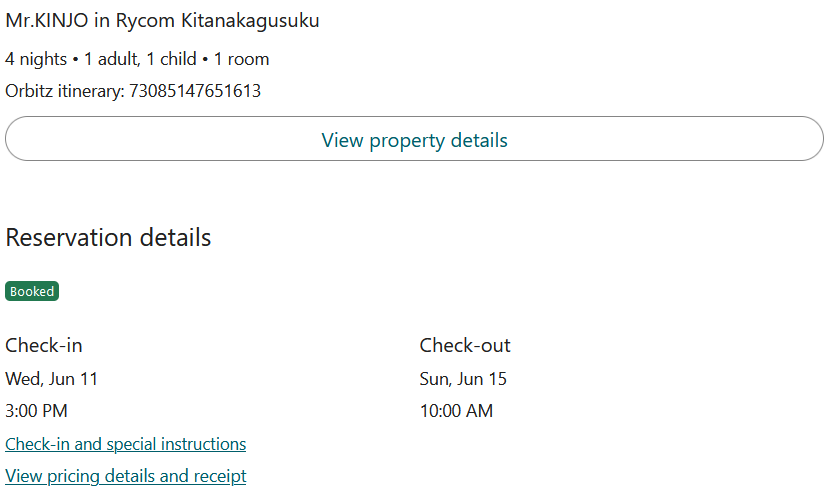 Mr.KINJO in Rycom Kitanakagusuku
4 nights • 1 adult, 1 child • 1 room
Orbitz itinerary: 73085147651613
View property details
Reservation details
Booked
Check-in
Wed, Jun 11
3:00 PM
Check-out
Sun, Jun 15
10:00 AM
Check-in and special instructions
View pricing details and receipt